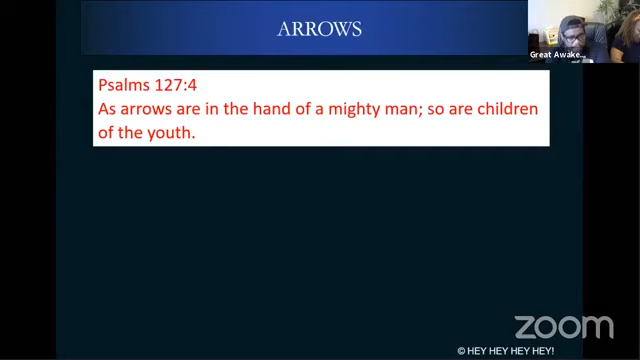 ARROWS
Great Awake...
Psalms 127:4
As arrows are in the hand of a mighty man; so are children
of the youth.
zoom
© HEY HEY HEY HEY!